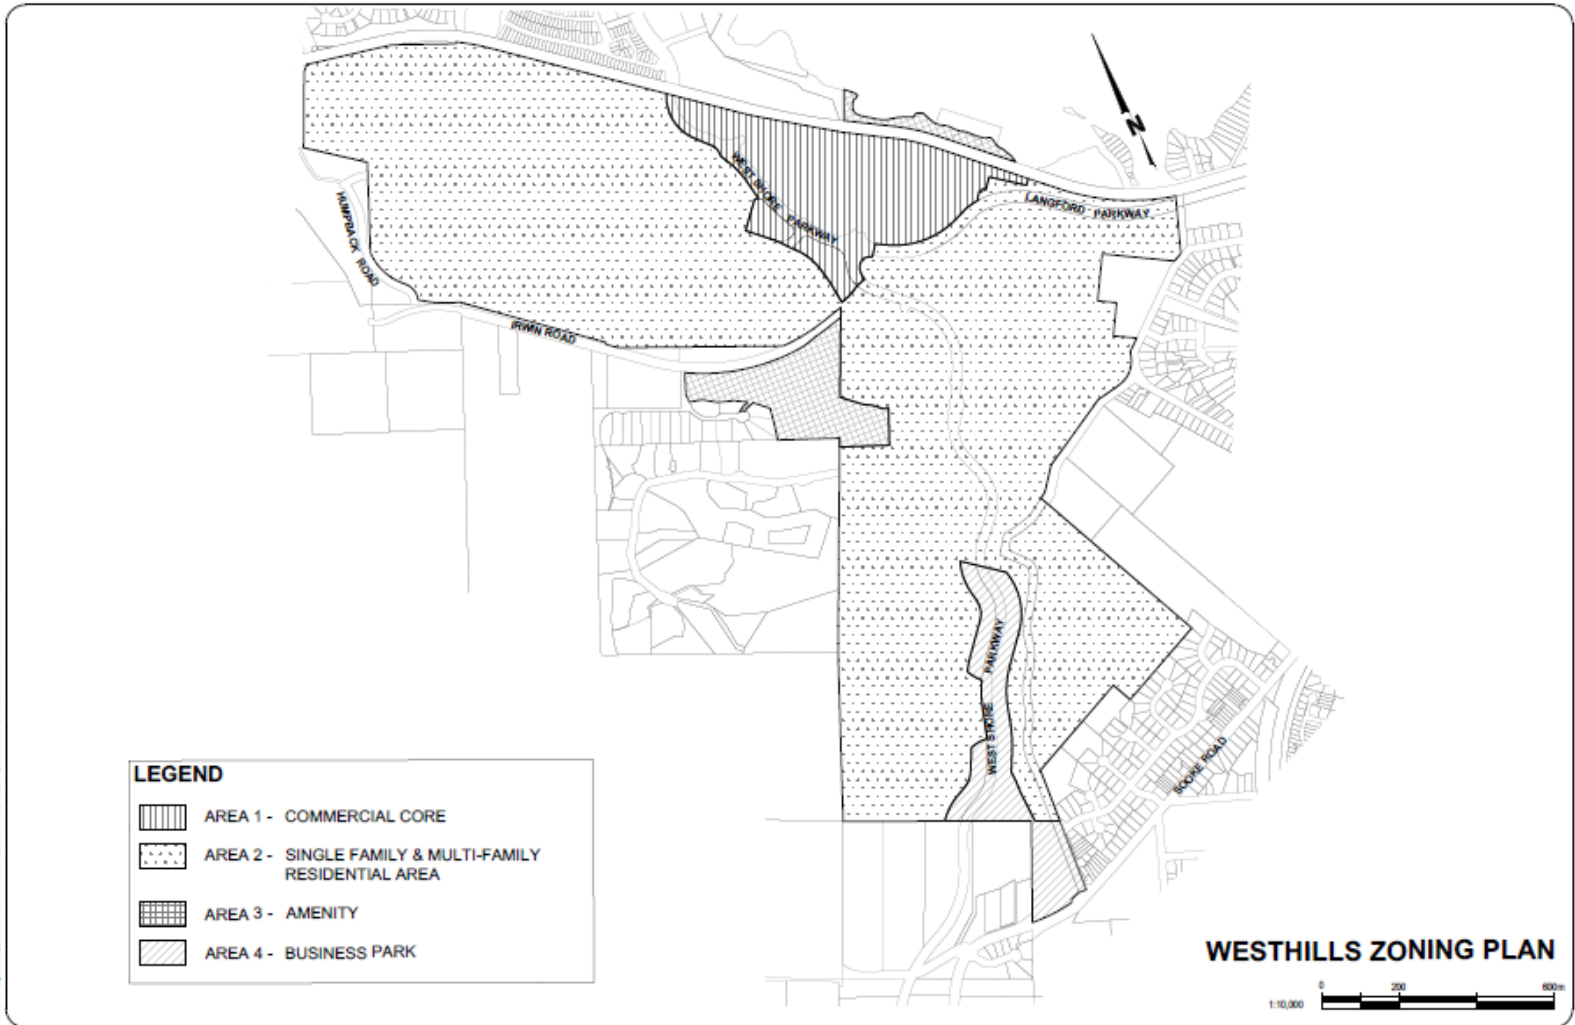 N
WEST SHORE PARKWAY
LANGFORD PARKWAY
HUMPBACK ROAD
IRWIN ROAD
WEST SHORE PARKWAY
SOOKE ROAD
LEGEND
AREA 1 - COMMERCIAL CORE
AREA 2 - SINGLE FAMILY & MULTI-FAMILY
RESIDENTIAL AREA
AREA 3 - AMENITY
AREA 4 - BUSINESS PARK
WESTHILLS ZONING PLAN
0 200 600m
1:10,000